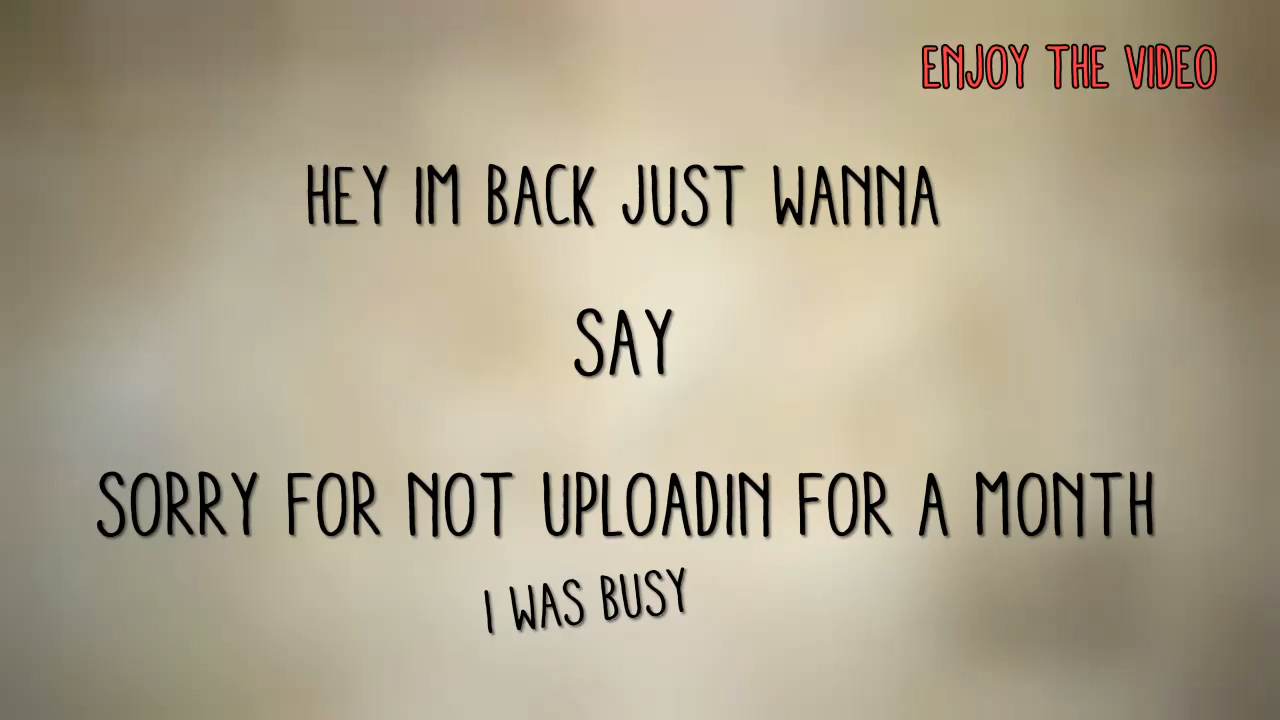 ENJOY THE VIDEO
HEY IM BACK JUST WANNA
SAY
SORRY FOR NOT UPLOADIN FOR A MONTH
I WAS BUSY